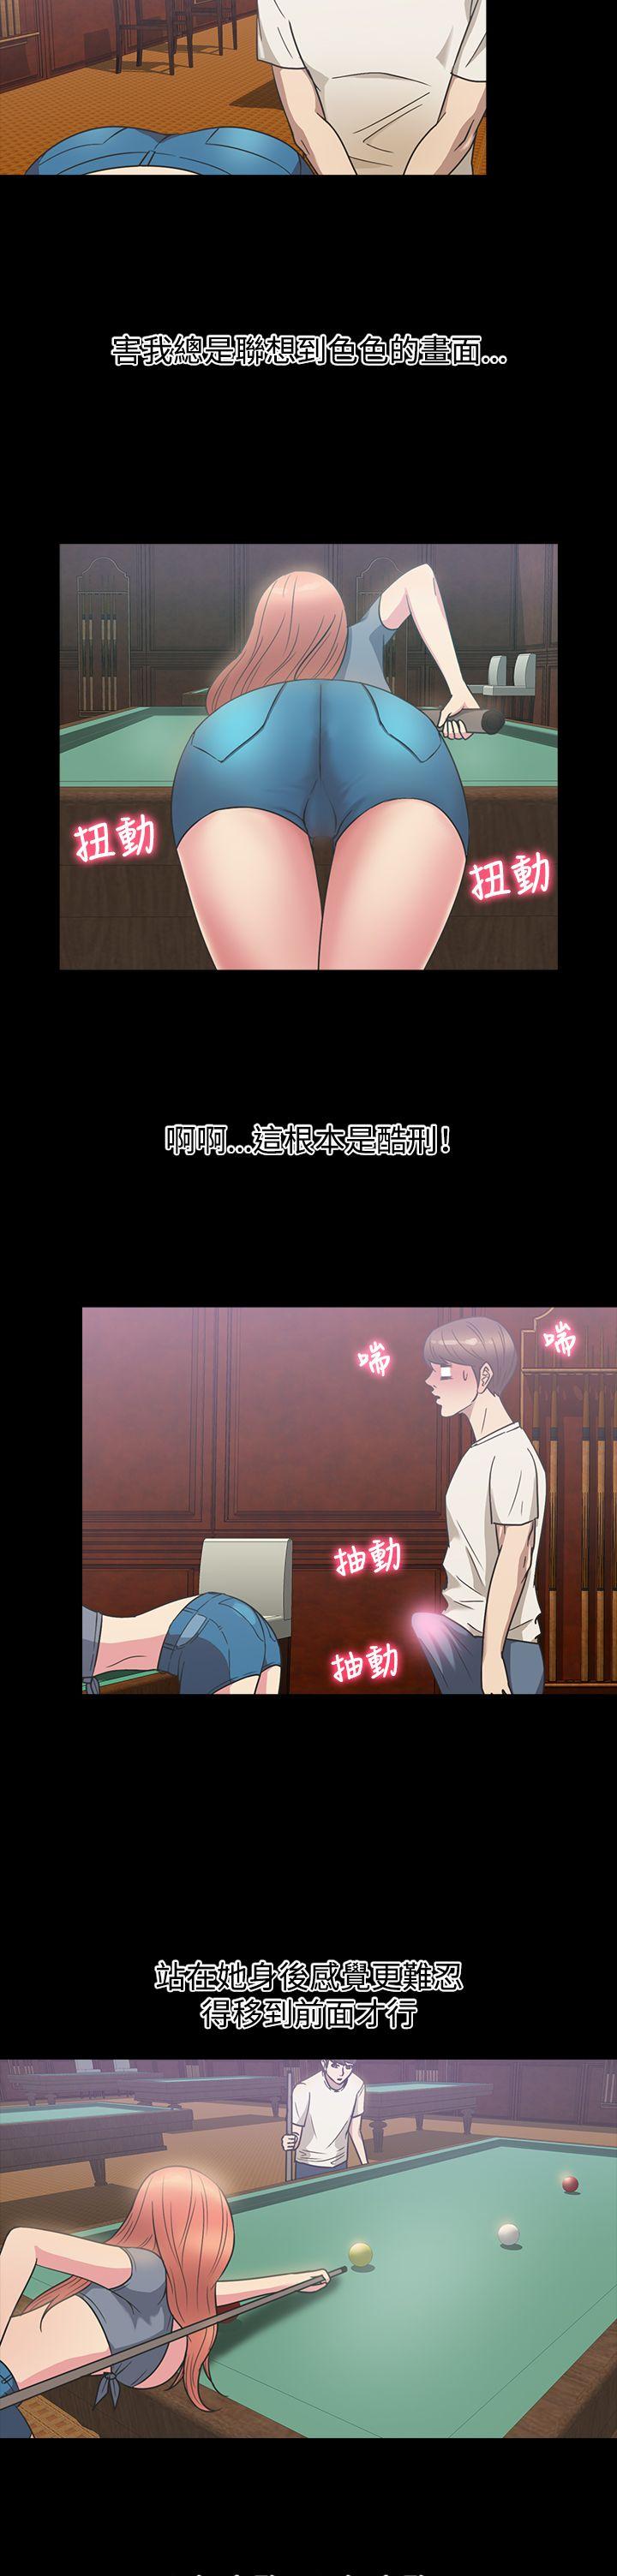 害我總是聯想到色色的畫面...
扭動
扭動
啊啊...這根本是酷刑!
喘
喘
抽動
抽動
站在她身後感覺更難忍
得移到前面才行